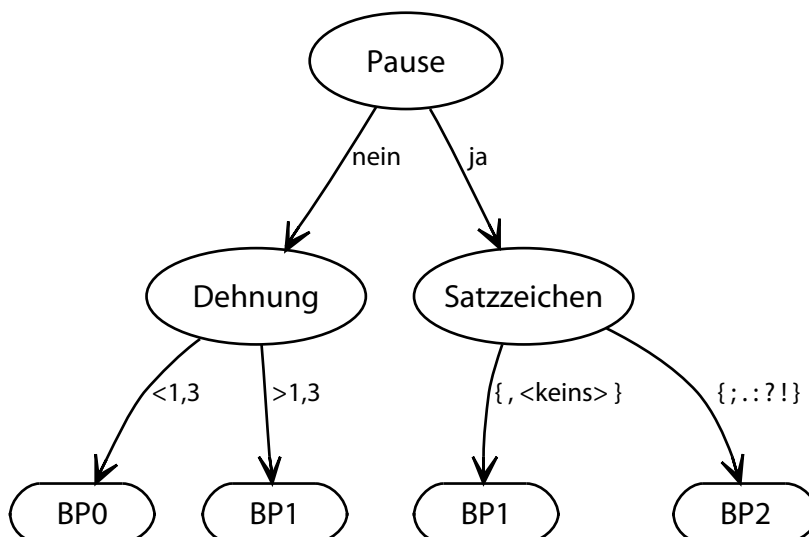 Pause
nein
ja
Dehnung
Satzzeichen
<1,3
>1,3
{ , <keins> }
{ ; . : ? ! }
BP0
BP1
BP1
BP2